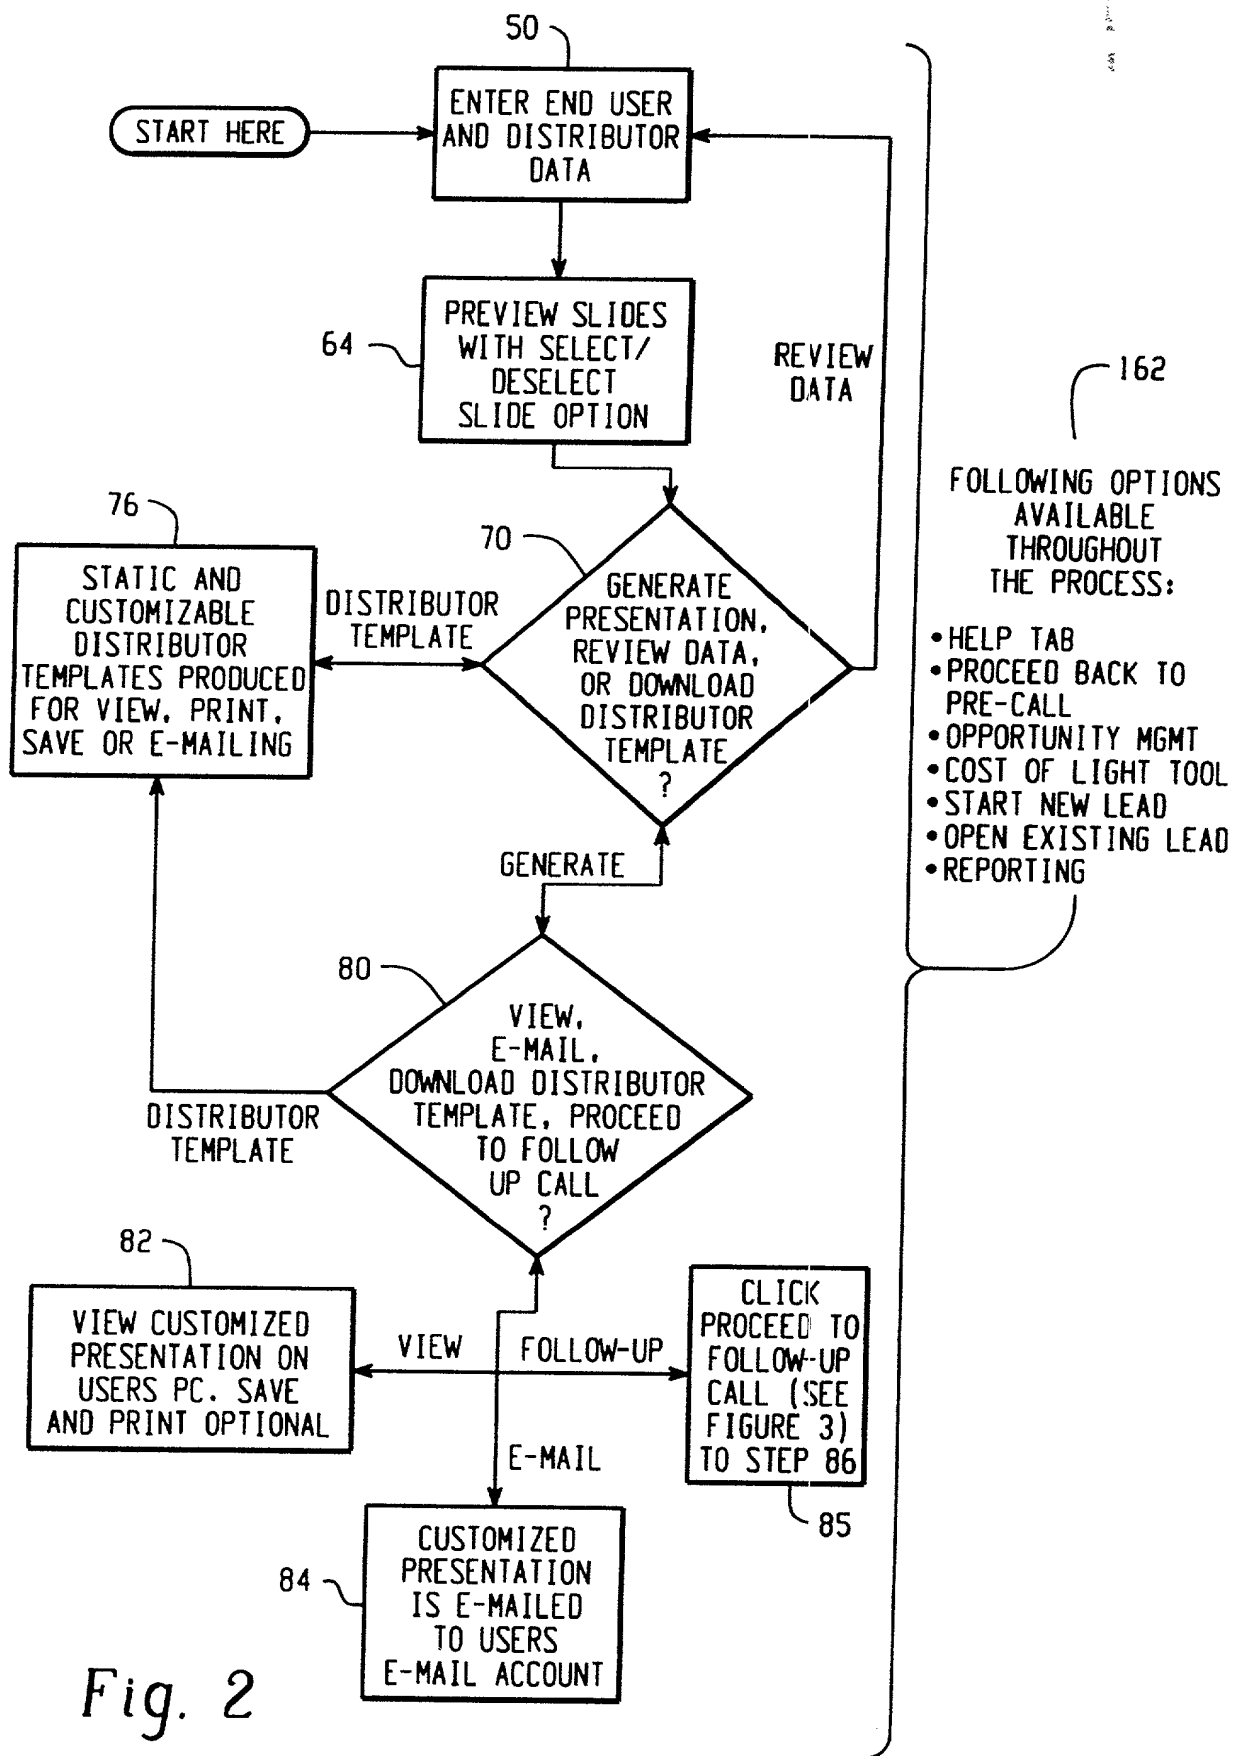 50
START HERE
ENTER END USER
AND DISTRIBUTOR
DATA
64
PREVIEW SLIDES
WITH SELECT/
DESELECT
SLIDE OPTION
REVIEW
DATA
162
FOLLOWING OPTIONS
AVAILABLE
THROUGHOUT
THE PROCESS:
• HELP TAB
• PROCEED BACK TO
PRE-CALL
• OPPORTUNITY MGMT
• COST OF LIGHT TOOL
• START NEW LEAD
• OPEN EXISTING LEAD
• REPORTING
76
STATIC AND
CUSTOMIZABLE
DISTRIBUTOR
TEMPLATES PRODUCED
FOR VIEW, PRINT,
SAVE OR E-MAILING
DISTRIBUTOR
TEMPLATE
70
GENERATE
PRESENTATION,
REVIEW DATA,
OR DOWNLOAD
DISTRIBUTOR
TEMPLATE
?
GENERATE
80
VIEW,
E-MAIL,
DOWNLOAD DISTRIBUTOR
TEMPLATE, PROCEED
TO FOLLOW
UP CALL
?
DISTRIBUTOR
TEMPLATE
82
VIEW CUSTOMIZED
PRESENTATION ON
USERS PC. SAVE
AND PRINT OPTIONAL
VIEW
FOLLOW-UP
CLICK
PROCEED TO
FOLLOW-UP
CALL (SEE
FIGURE 3)
TO STEP 86
85
E-MAIL
84
CUSTOMIZED
PRESENTATION
IS E-MAILED
TO USERS
E-MAIL ACCOUNT
Fig. 2